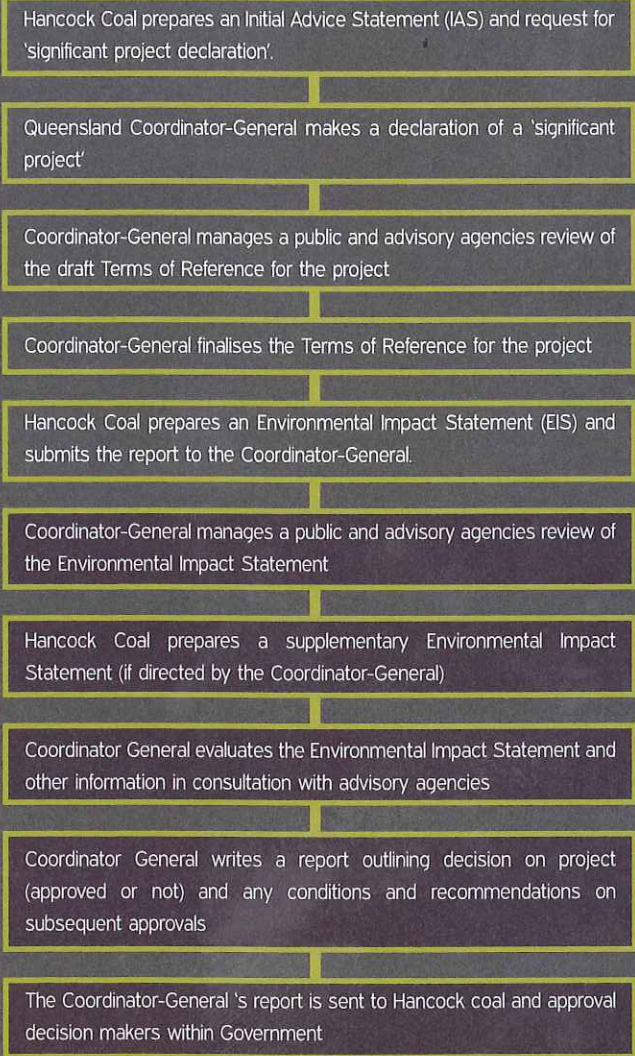 Hancock Coal prepares an Initial Advice Statement (IAS) and request for
'significant project declaration'.
Queensland Coordinator-General makes a declaration of a 'significant
project'
Coordinator-General manages a public and advisory agencies review of
the draft Terms of Reference for the project
Coordinator-General finalises the Terms of Reference for the project
Hancock Coal prepares an Environmental Impact Statement (EIS) and
submits the report to the Coordinator-General.
Coordinator-General manages a public and advisory agencies review of
the Environmental Impact Statement
Hancock Coal prepares a supplementary Environmental Impact
Statement (if directed by the Coordinator-General)
Coordinator General evaluates the Environmental Impact Statement and
other information in consultation with advisory agencies
Coordinator General writes a report outlining decision on project
(approved or not) and any conditions and recommendations on
subsequent approvals
The Coordinator-General 's report is sent to Hancock coal and approval
decision makers within Government